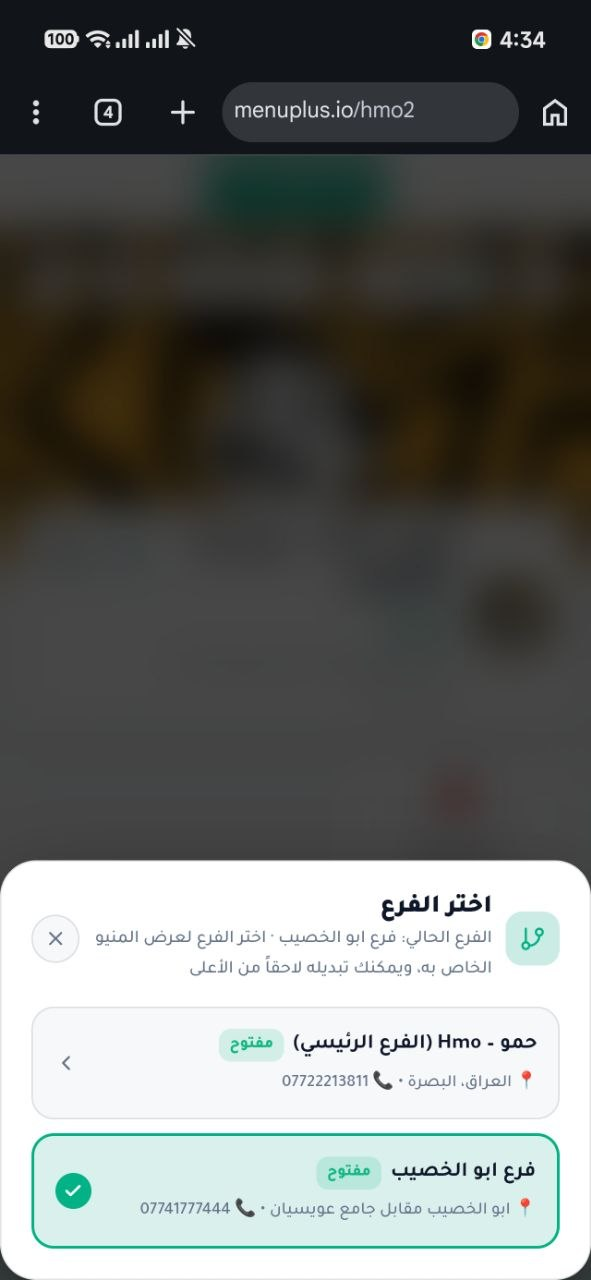 100
4:34
4
menuplus.io/hmo2
اختر الفرع
الفرع الحالي: فرع ابو الخصيب · اختر الفرع لعرض المنيو
الخاص به، ويمكنك تبديله لاحقاً من الأعلى
حمو - Hmo (الفرع الرئيسي) مفتوح
📍 العراق، البصرة • 📞 07722213811
فرع ابو الخصيب مفتوح
📍 ابو الخصيب مقابل جامع عويسيان • 📞 07741777444